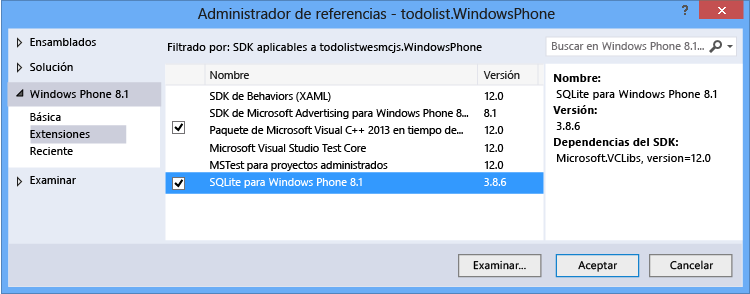 Administrador de referencias - todolist.WindowsPhone
Ensamblados
Solución
Windows Phone 8.1
Básica
Extensiones
Reciente
Examinar
Filtrado por: SDK aplicables a todolistwesmcjs.WindowsPhone
Nombre Versión
SDK de Behaviors (XAML) 12.0
SDK de Microsoft Advertising para Windows Phone 8... 8.1
Paquete de Microsoft Visual C++ 2013 en tiempo de... 12.0
Microsoft Visual Studio Test Core 12.0
MSTest para proyectos administrados 12.0
SQLite para Windows Phone 8.1 3.8.6
Buscar en Windows Phone 8.1...
Nombre:
SQLite para Windows Phone 8.1
Versión:
3.8.6
Dependencias del SDK:
Microsoft.VCLibs, version=12.0
Examinar... Aceptar Cancelar